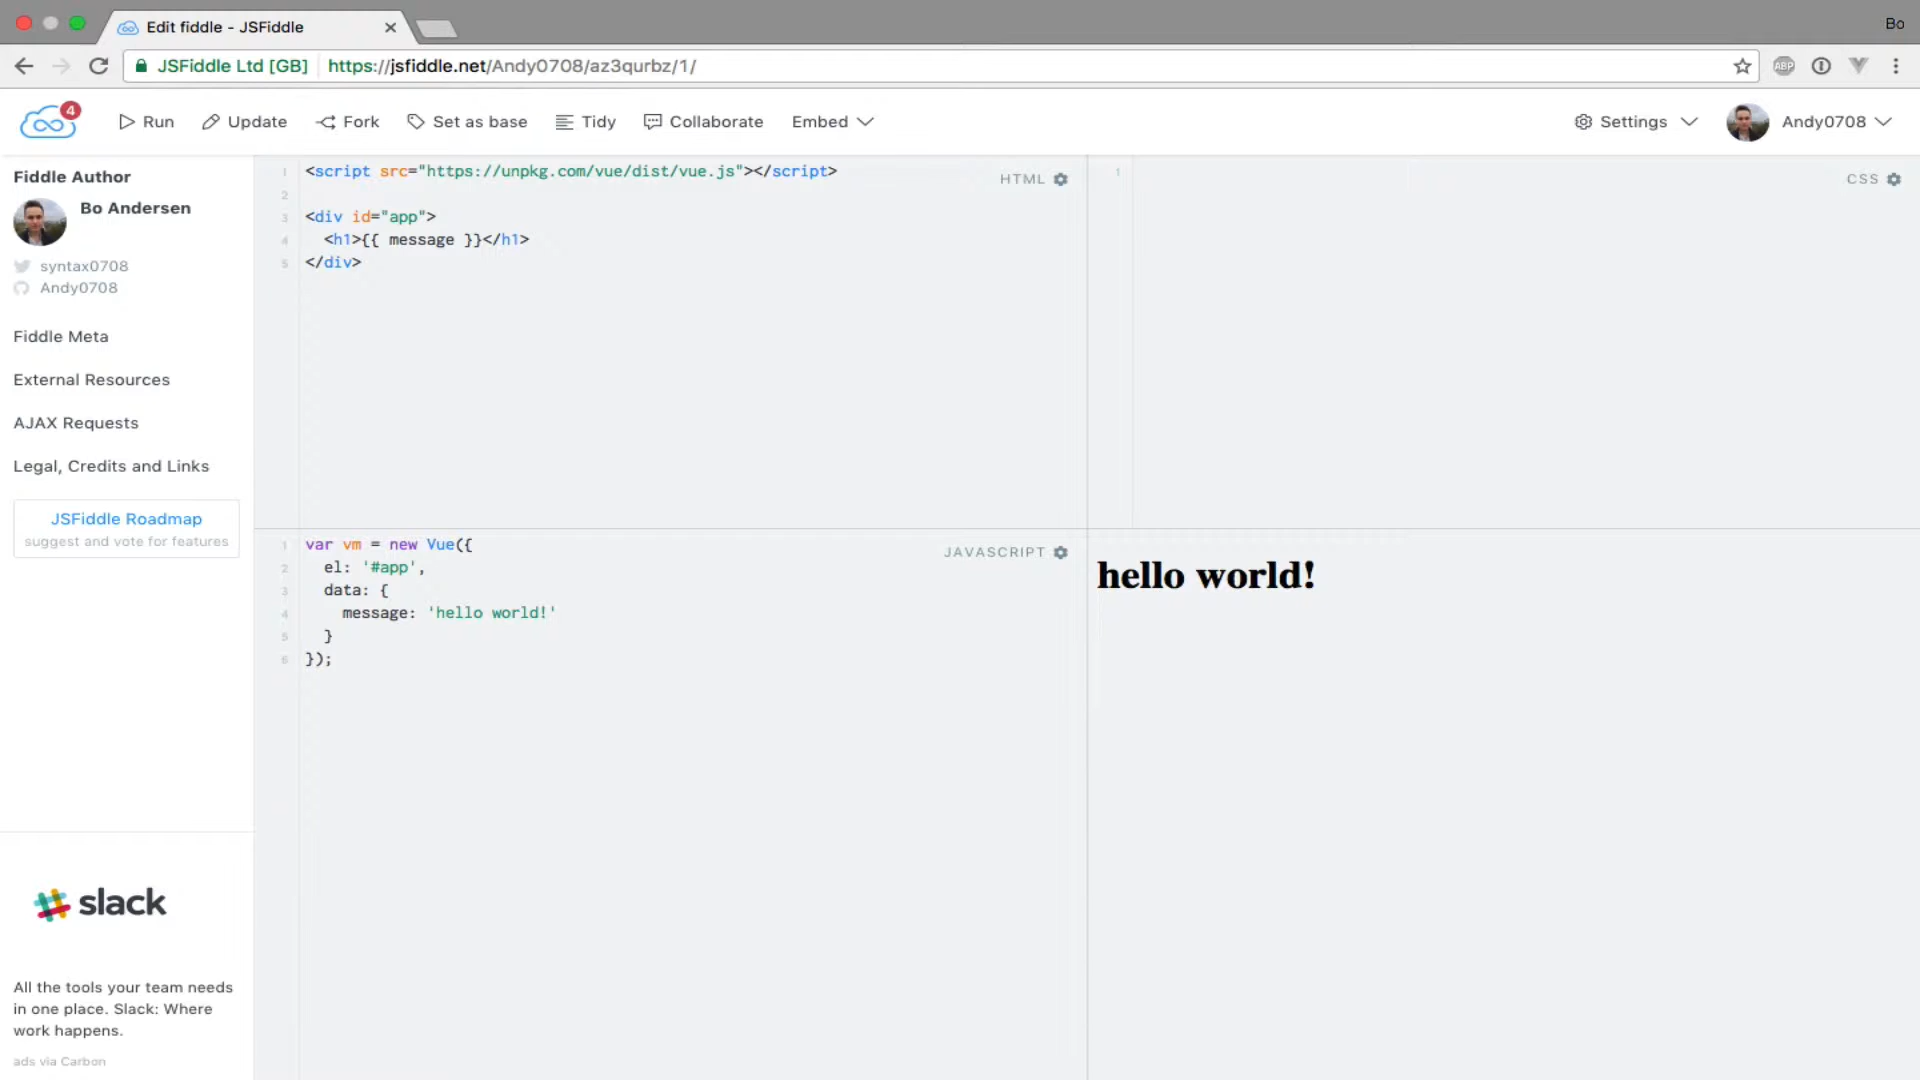 Edit fiddle - JSFiddle
Bo
JSFiddle Ltd [GB] https://jsfiddle.net/Andy0708/az3qurbz/1/
ABP
4
Run Update Fork Set as base Tidy Collaborate Embed Settings Andy0708
Fiddle Author
Bo Andersen
syntax0708
Andy0708
Fiddle Meta
External Resources
AJAX Requests
Legal, Credits and Links
JSFiddle Roadmap
suggest and vote for features
slack
All the tools your team needs
in one place. Slack: Where
work happens.
ads via Carbon
HTML
1 <script src="https://unpkg.com/vue/dist/vue.js"></script>
2
3 <div id="app">
4 <h1>{{ message }}</h1>
5 </div>
CSS
1
JAVASCRIPT
1 var vm = new Vue({
2 el: '#app',
3 data: {
4 message: 'hello world!'
5 }
6 });
hello world!